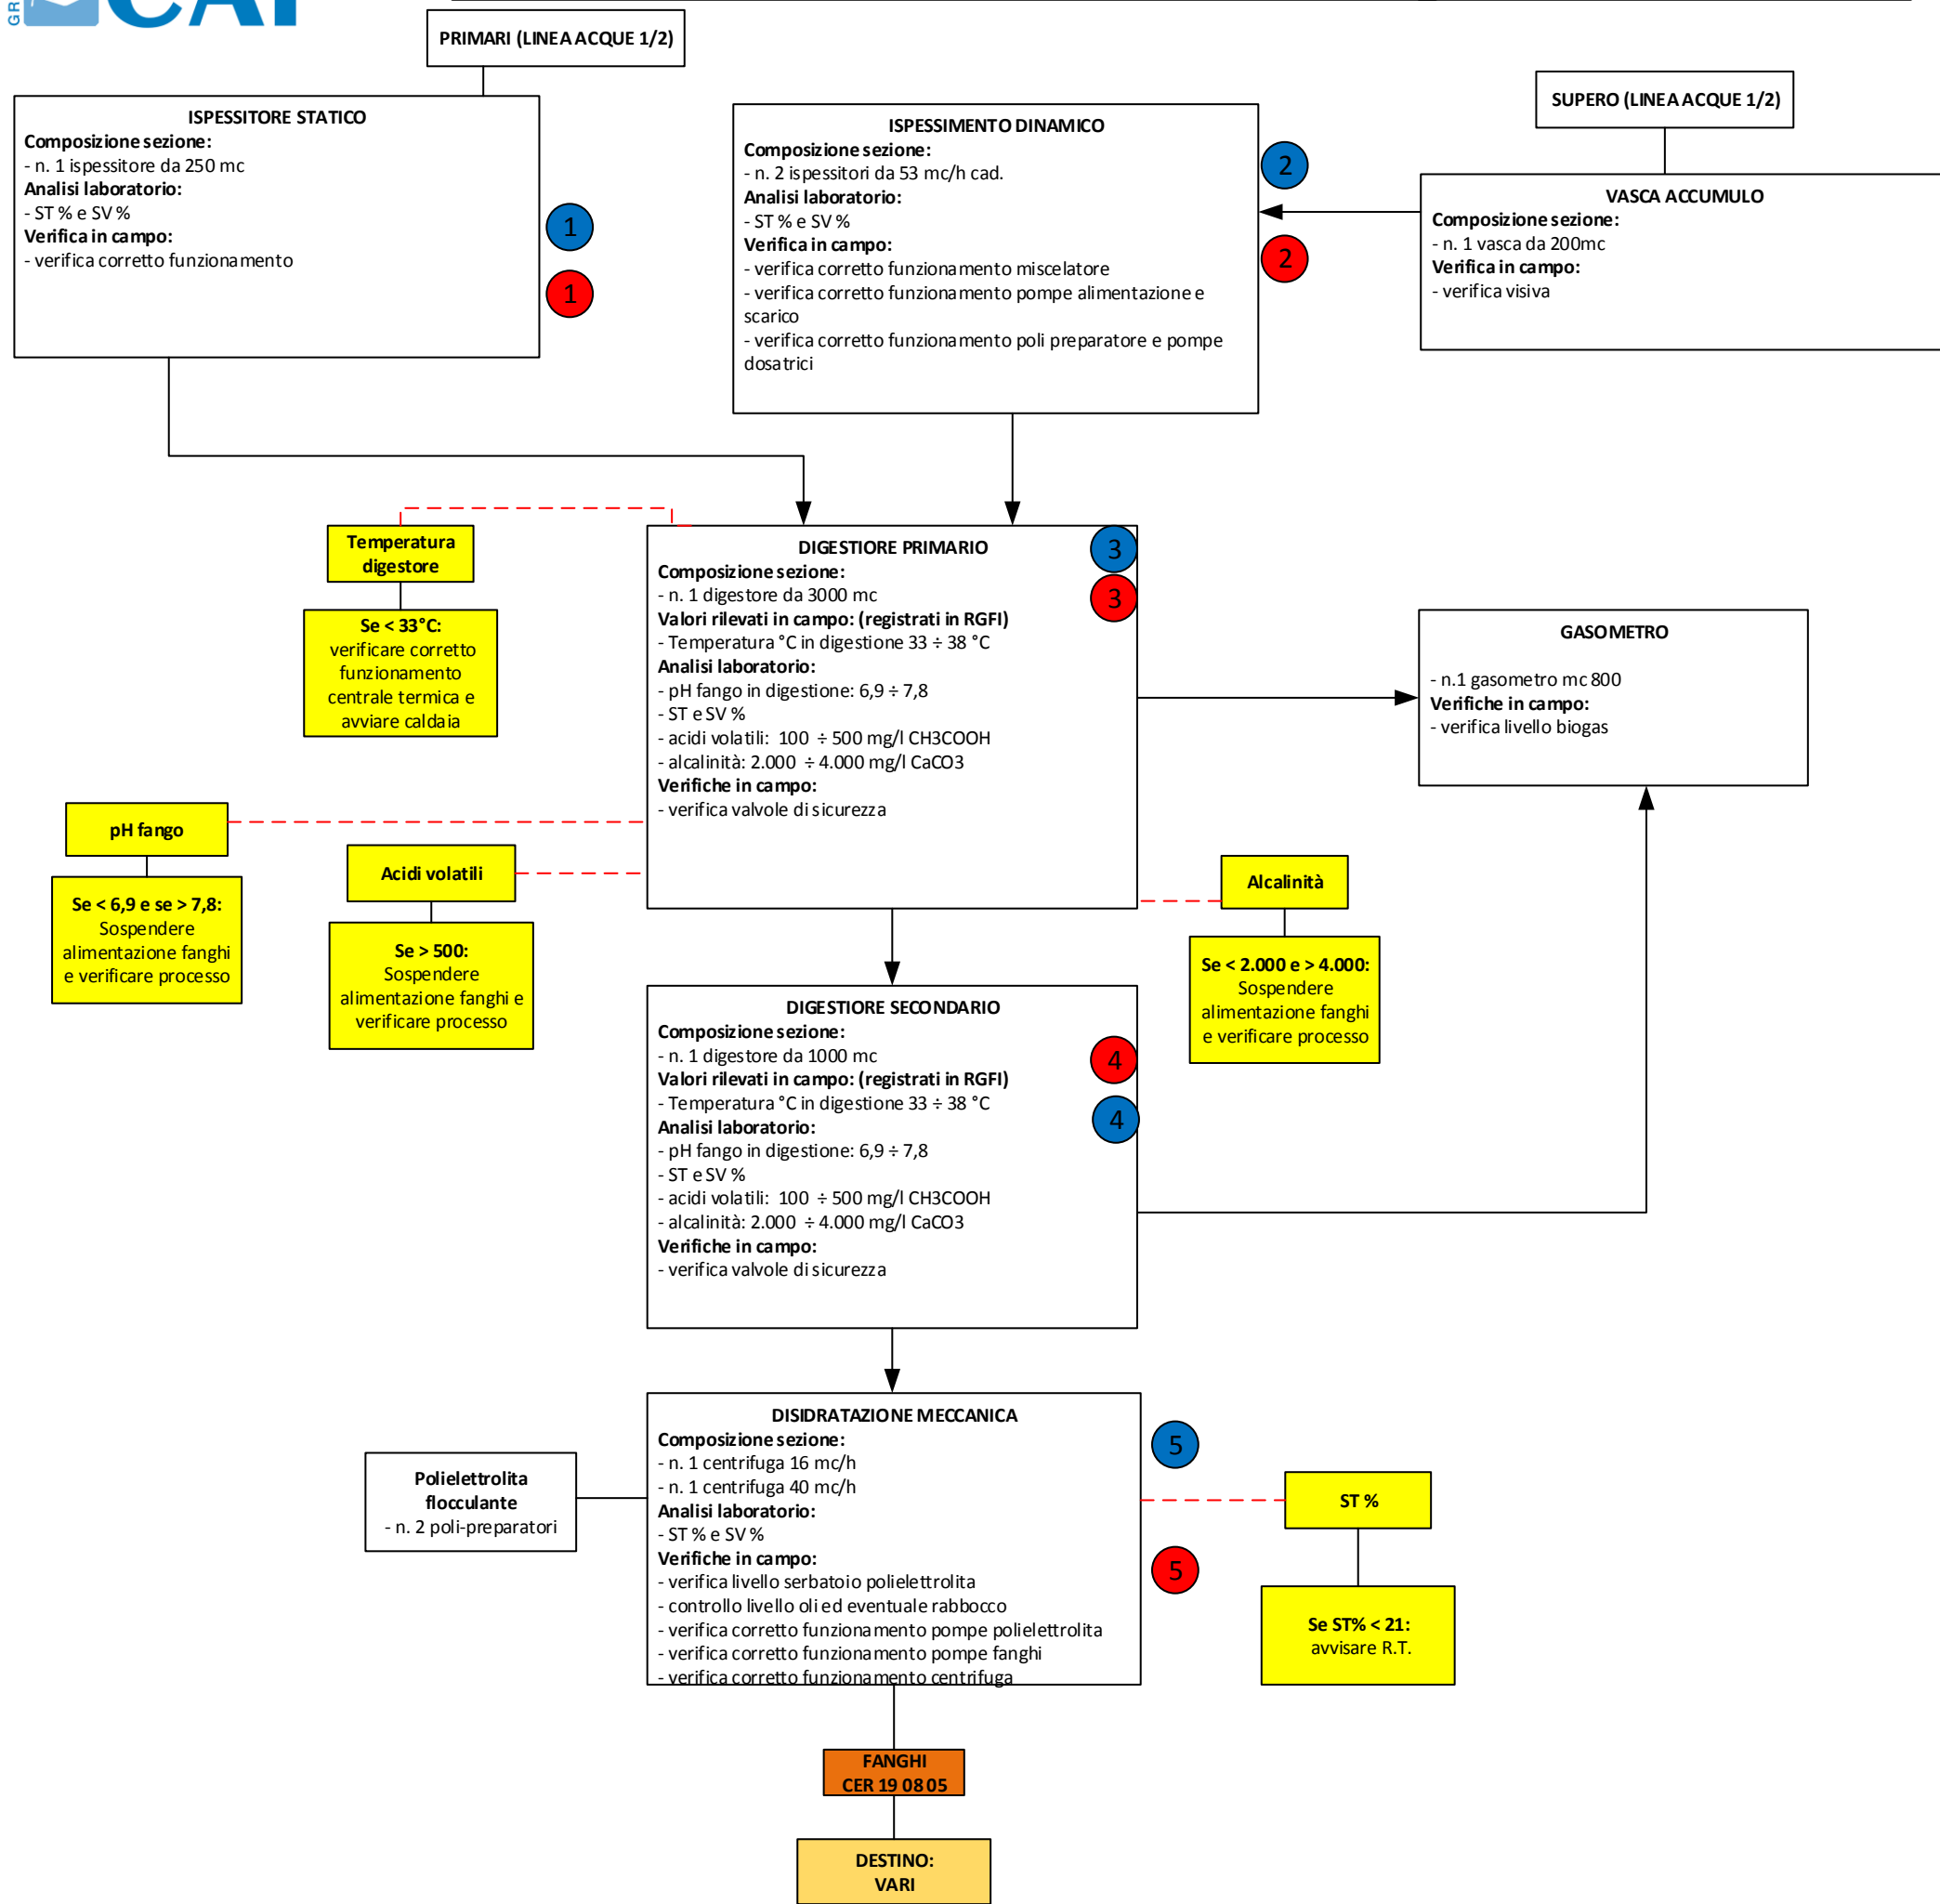 GR
CAP
PRIMARI (LINEA ACQUE 1/2)
ISPESSITORE STATICO
Composizione sezione:
- n. 1 ispessitore da 250 mc
Analisi laboratorio:
- ST % e SV %
Verifica in campo:
- verifica corretto funzionamento
1
1
ISPESSIMENTO DINAMICO
Composizione sezione:
- n. 2 ispessitori da 53 mc/h cad.
Analisi laboratorio:
- ST % e SV %
Verifica in campo:
- verifica corretto funzionamento miscelatore
- verifica corretto funzionamento pompe alimentazione e
scarico
- verifica corretto funzionamento poli preparatore e pompe
dosatrici
2
2
SUPERO (LINEA ACQUE 1/2)
VASCA ACCUMULO
Composizione sezione:
- n. 1 vasca da 200mc
Verifica in campo:
- verifica visiva
Temperatura
digestore
Se < 33°C:
verificare corretto
funzionamento
centrale termica e
avviare caldaia
DIGESTIORE PRIMARIO
Composizione sezione:
- n. 1 digestore da 3000 mc
Valori rilevati in campo: (registrati in RGFI)
- Temperatura °C in digestione 33 ÷ 38 °C
Analisi laboratorio:
- pH fango in digestione: 6,9 ÷ 7,8
- ST e SV %
- acidi volatili: 100 ÷ 500 mg/l CH3COOH
- alcalinità: 2.000 ÷ 4.000 mg/l CaCO3
Verifiche in campo:
- verifica valvole di sicurezza
3
3
GASOMETRO
- n.1 gasometro mc 800
Verifiche in campo:
- verifica livello biogas
pH fango
Se < 6,9 e se > 7,8:
Sospendere
alimentazione fanghi
e verificare processo
Acidi volatili
Se > 500:
Sospendere
alimentazione fanghi e
verificare processo
Alcalinità
Se < 2.000 e > 4.000:
Sospendere
alimentazione fanghi
e verificare processo
DIGESTIORE SECONDARIO
Composizione sezione:
- n. 1 digestore da 1000 mc
Valori rilevati in campo: (registrati in RGFI)
- Temperatura °C in digestione 33 ÷ 38 °C
Analisi laboratorio:
- pH fango in digestione: 6,9 ÷ 7,8
- ST e SV %
- acidi volatili: 100 ÷ 500 mg/l CH3COOH
- alcalinità: 2.000 ÷ 4.000 mg/l CaCO3
Verifiche in campo:
- verifica valvole di sicurezza
4
4
DISIDRATAZIONE MECCANICA
Composizione sezione:
- n. 1 centrifuga 16 mc/h
- n. 1 centrifuga 40 mc/h
Analisi laboratorio:
- ST % e SV %
Verifiche in campo:
- verifica livello serbatoio polielettrolita
- controllo livello oli ed eventuale rabbocco
- verifica corretto funzionamento pompe polielettrolita
- verifica corretto funzionamento pompe fanghi
- verifica corretto funzionamento centrifuga
5
5
Polielettrolita
flocculante
- n. 2 poli-preparatori
ST %
Se ST% < 21:
avvisare R.T.
FANGHI
CER 19 08 05
DESTINO:
VARI